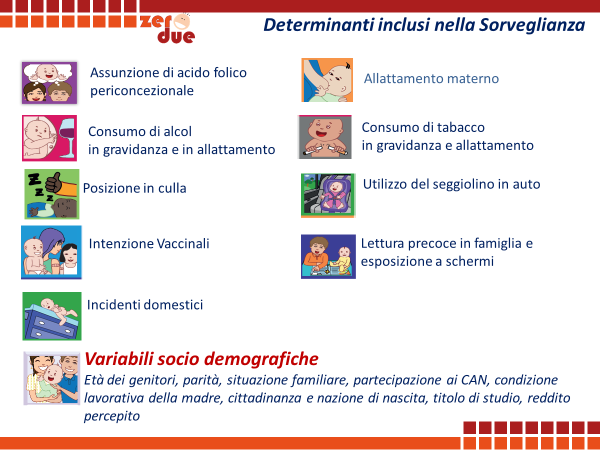 zero
due
Determinanti inclusi nella Sorveglianza
Assunzione di acido folico
periconcezionale
Allattamento materno
Consumo di alcol
in gravidanza e in allattamento
Consumo di tabacco
in gravidanza e allattamento
Z Z Z
Posizione in culla
Utilizzo del seggiolino in auto
Intenzione Vaccinali
Lettura precoce in famiglia e
esposizione a schermi
Incidenti domestici
Variabili socio demografiche
Età dei genitori, parità, situazione familiare, partecipazione ai CAN, condizione
lavorativa della madre, cittadinanza e nazione di nascita, titolo di studio, reddito
percepito